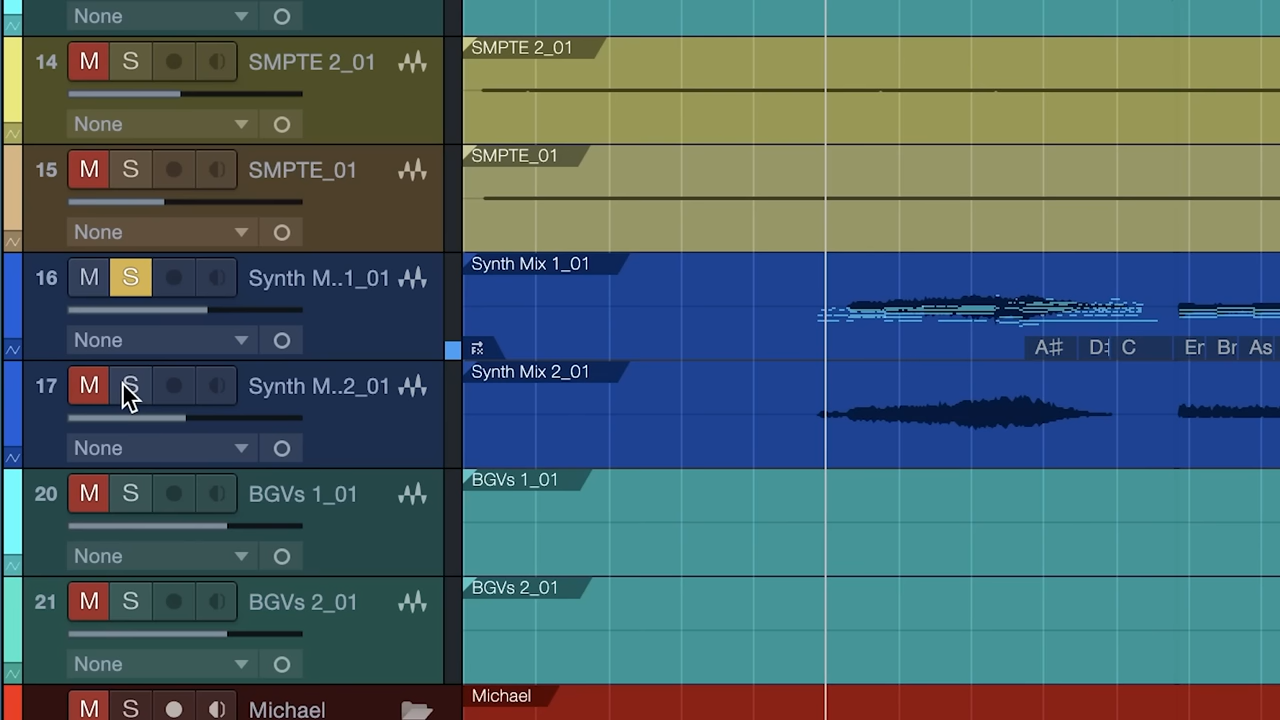 None
14 M S SMPTE 2_01
None
15 M S SMPTE_01
None
16 M S Synth M..1_01
None
17 M S Synth M..2_01
None
20 M S BGVs 1_01
None
21 M S BGVs 2_01
None
M S Michael
SMPTE 2_01
SMPTE_01
Synth Mix 1_01
A♯ D♯ C Er Br As
Synth Mix 2_01
BGVs 1_01
BGVs 2_01
Michael